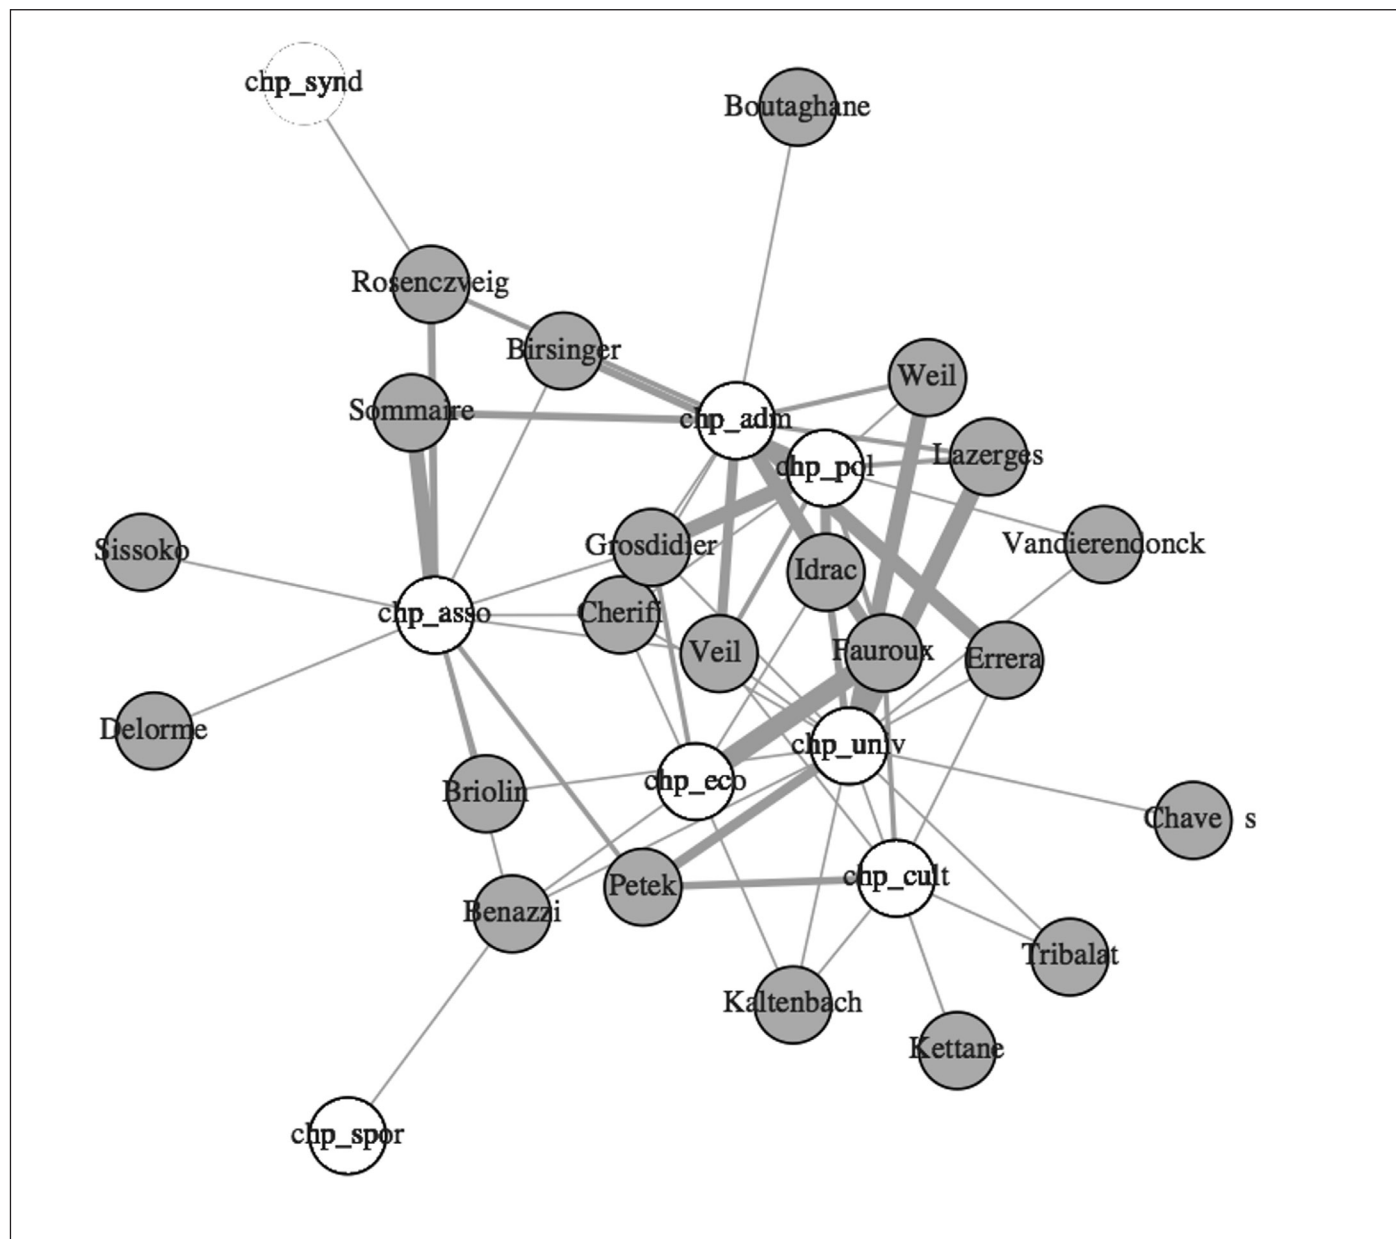 chp_synd
Boutaghane
Rosenczveig
Birsinger
Weil
Sommaire
chp_adm
chp_pol
Lazerges
Sissoko
Grosdidier
Vandierendonck
Idrac
chp_asso
Cheriff
Veil
Fauroux
Errera
Delorme
chp_univ
chp_eco
Briolin
Chave s
Petek
chp_cult
Benazzi
Tribalat
Kaltenbach
Kettane
chp_spor